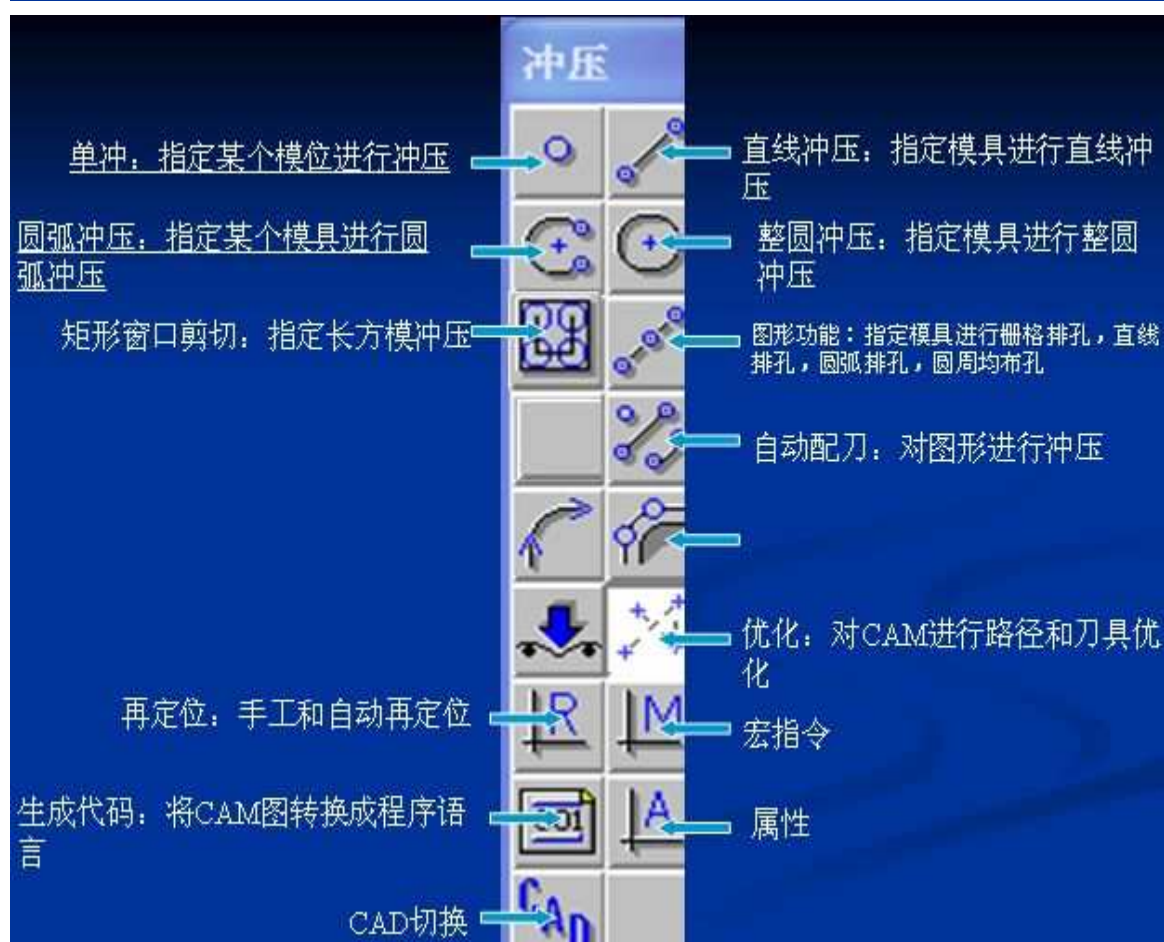 冲压
单冲：指定某个模位进行冲压
直线冲压：指定模具进行直线冲
压
圆弧冲压：指定某个模具进行圆
弧冲压
整圆冲压：指定模具进行整圆
冲压
矩形窗口剪切：指定长方模冲压
图形功能：指定模具进行栅格排孔，直线
排孔，圆弧排孔，圆周均布孔
自动配刀：对图形进行冲压
优化：对CAM进行路径和刀具优
化
再定位：手工和自动再定位
R
M
宏指令
生成代码：将CAM图转换成程序语
言
G01
A
属性
CAD切换
CAD